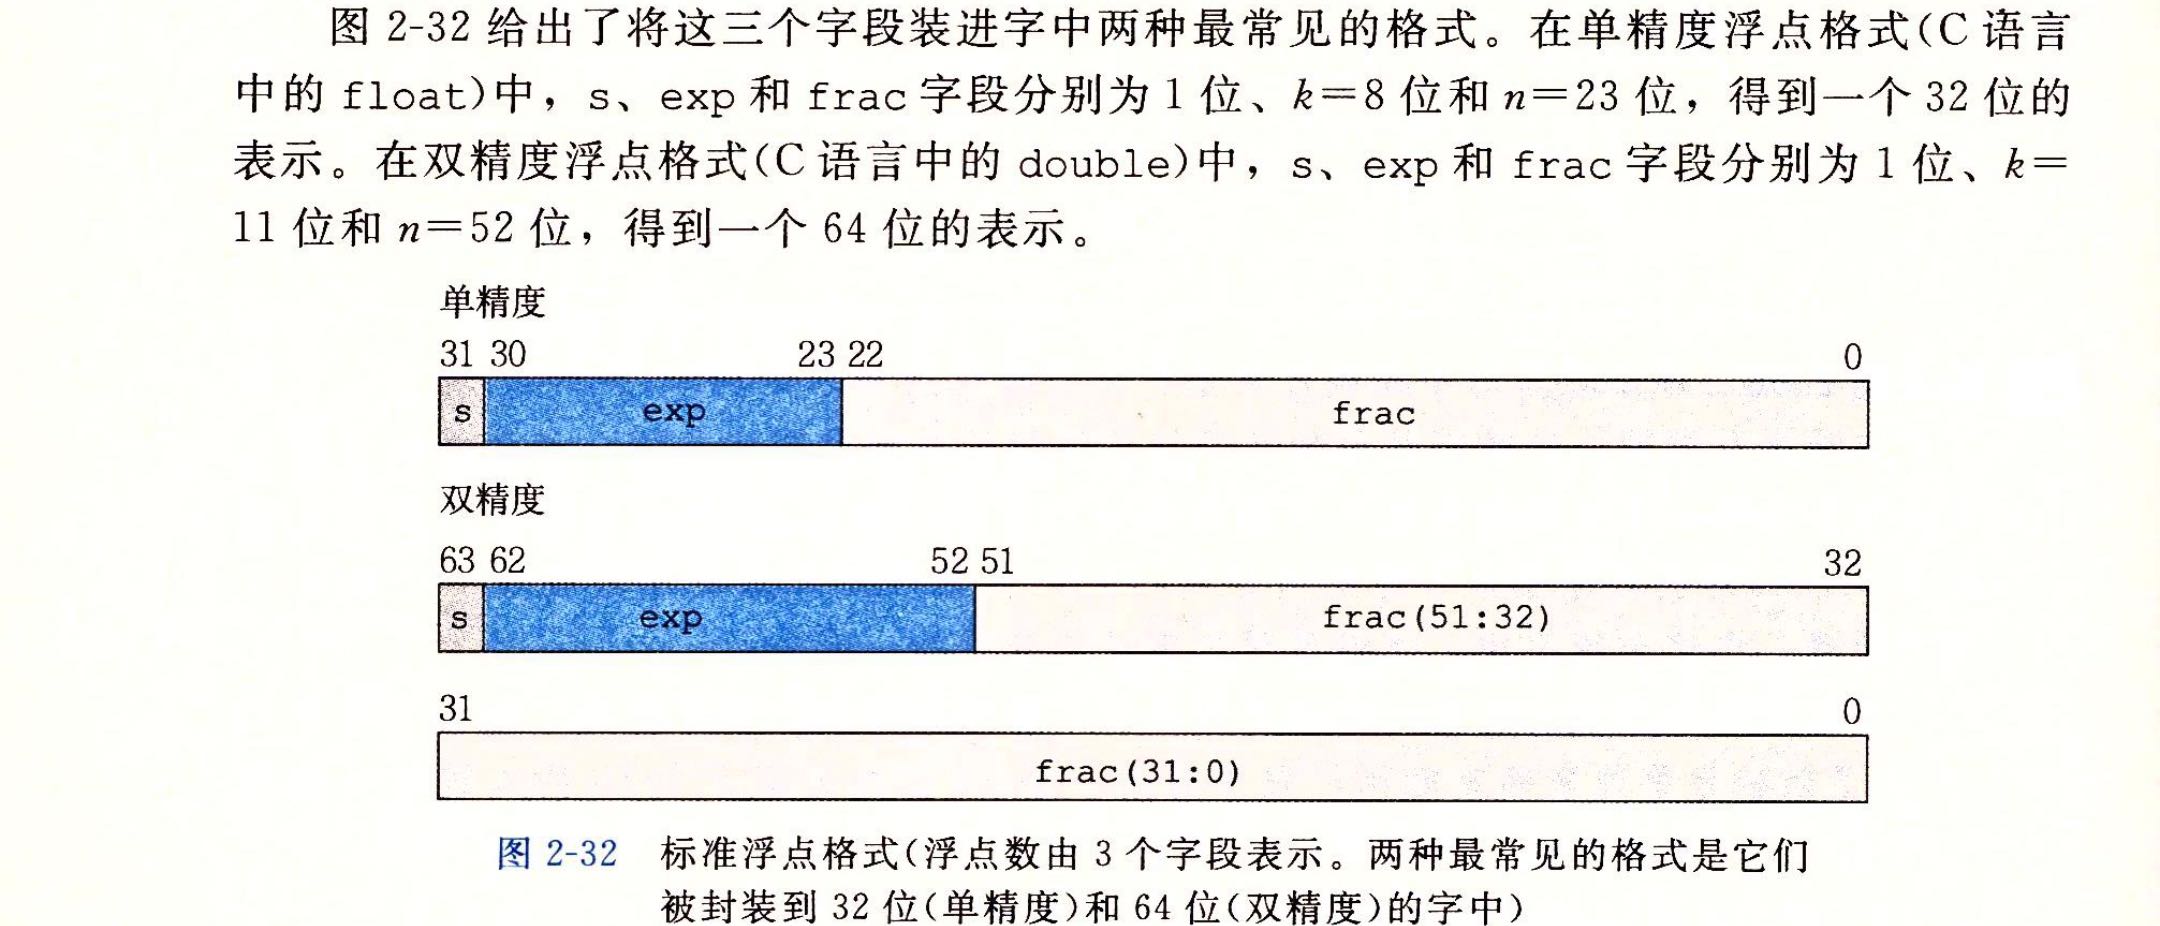 图 2-32 给出了将这三个字段装进字中两种最常见的格式。在单精度浮点格式(C 语言
中的 float)中，s、exp 和 frac 字段分别为 1 位、k=8 位和 n=23 位，得到一个 32 位的
表示。在双精度浮点格式(C 语言中的 double)中，s、exp 和 frac 字段分别为 1 位、k=
11 位和 n=52 位，得到一个 64 位的表示。
单精度
31 30 23 22 0
s exp frac
双精度
63 62 52 51 32
s exp frac(51:32)
31 0
frac(31:0)
图 2-32 标准浮点格式(浮点数由 3 个字段表示。两种最常见的格式是它们
被封装到 32 位(单精度)和 64 位(双精度)的字中)